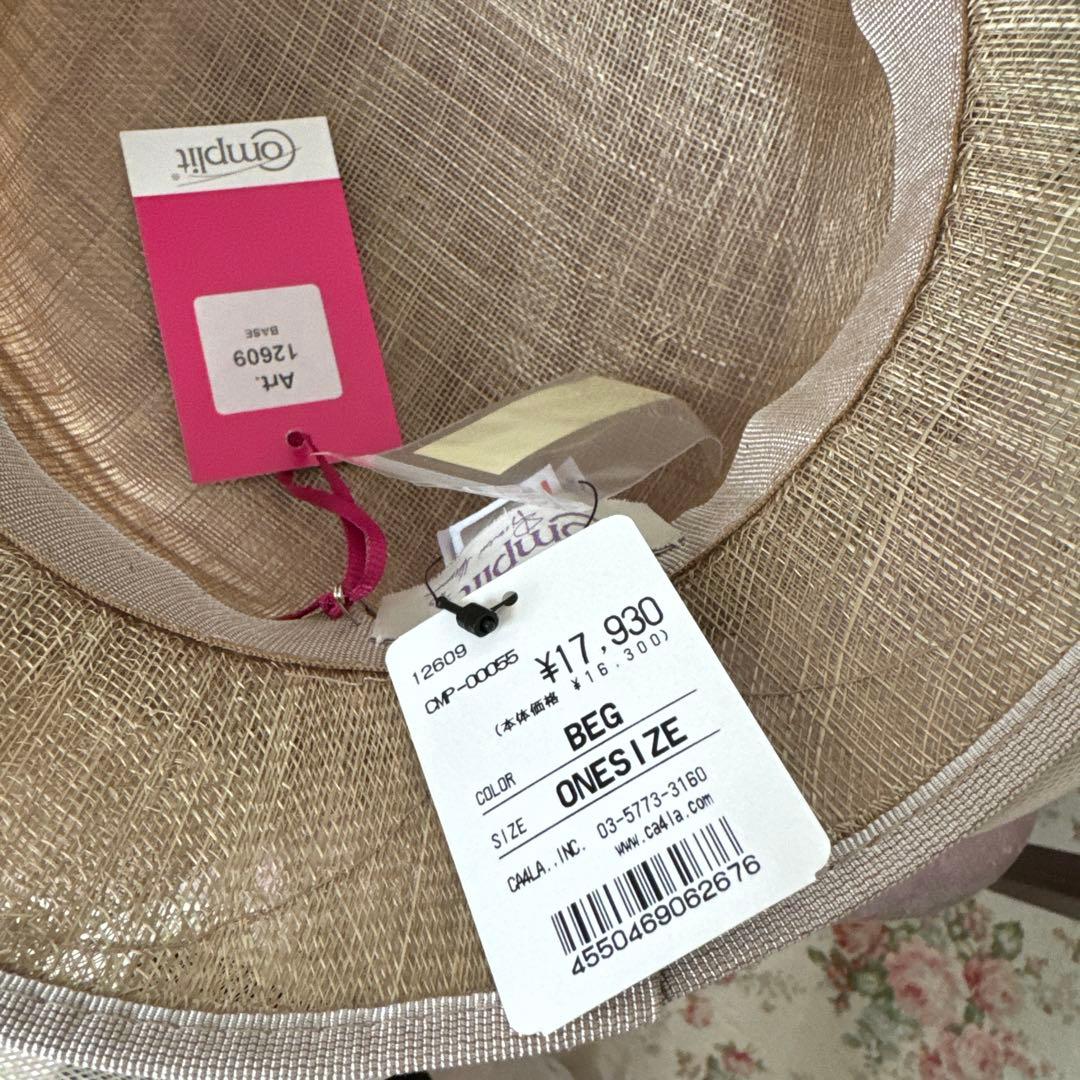 Complit®
BASE
12609
Art.
Complit
12609
CMP-00055
¥17,930
(本体価格 ¥16,300)
COLOR BEG
SIZE ONESIZE
CA4LA.,INC. 03-5773-3160
www.ca4la.com
4550469062676